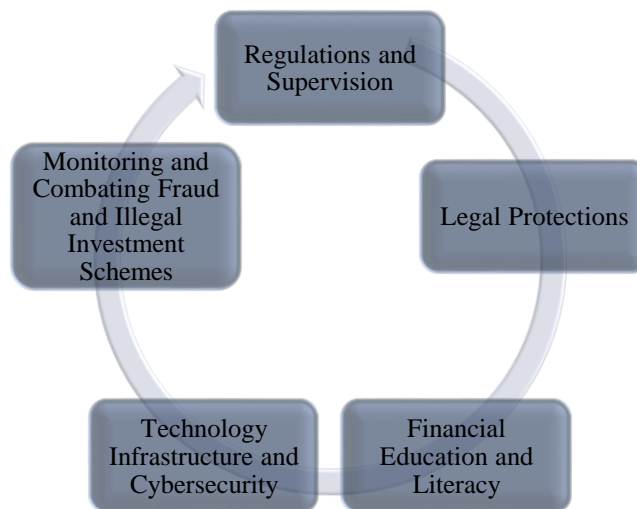 Regulations and
Supervision
Legal Protections
Financial
Education and
Literacy
Technology
Infrastructure and
Cybersecurity
Monitoring and
Combating Fraud
and Illegal
Investment
Schemes